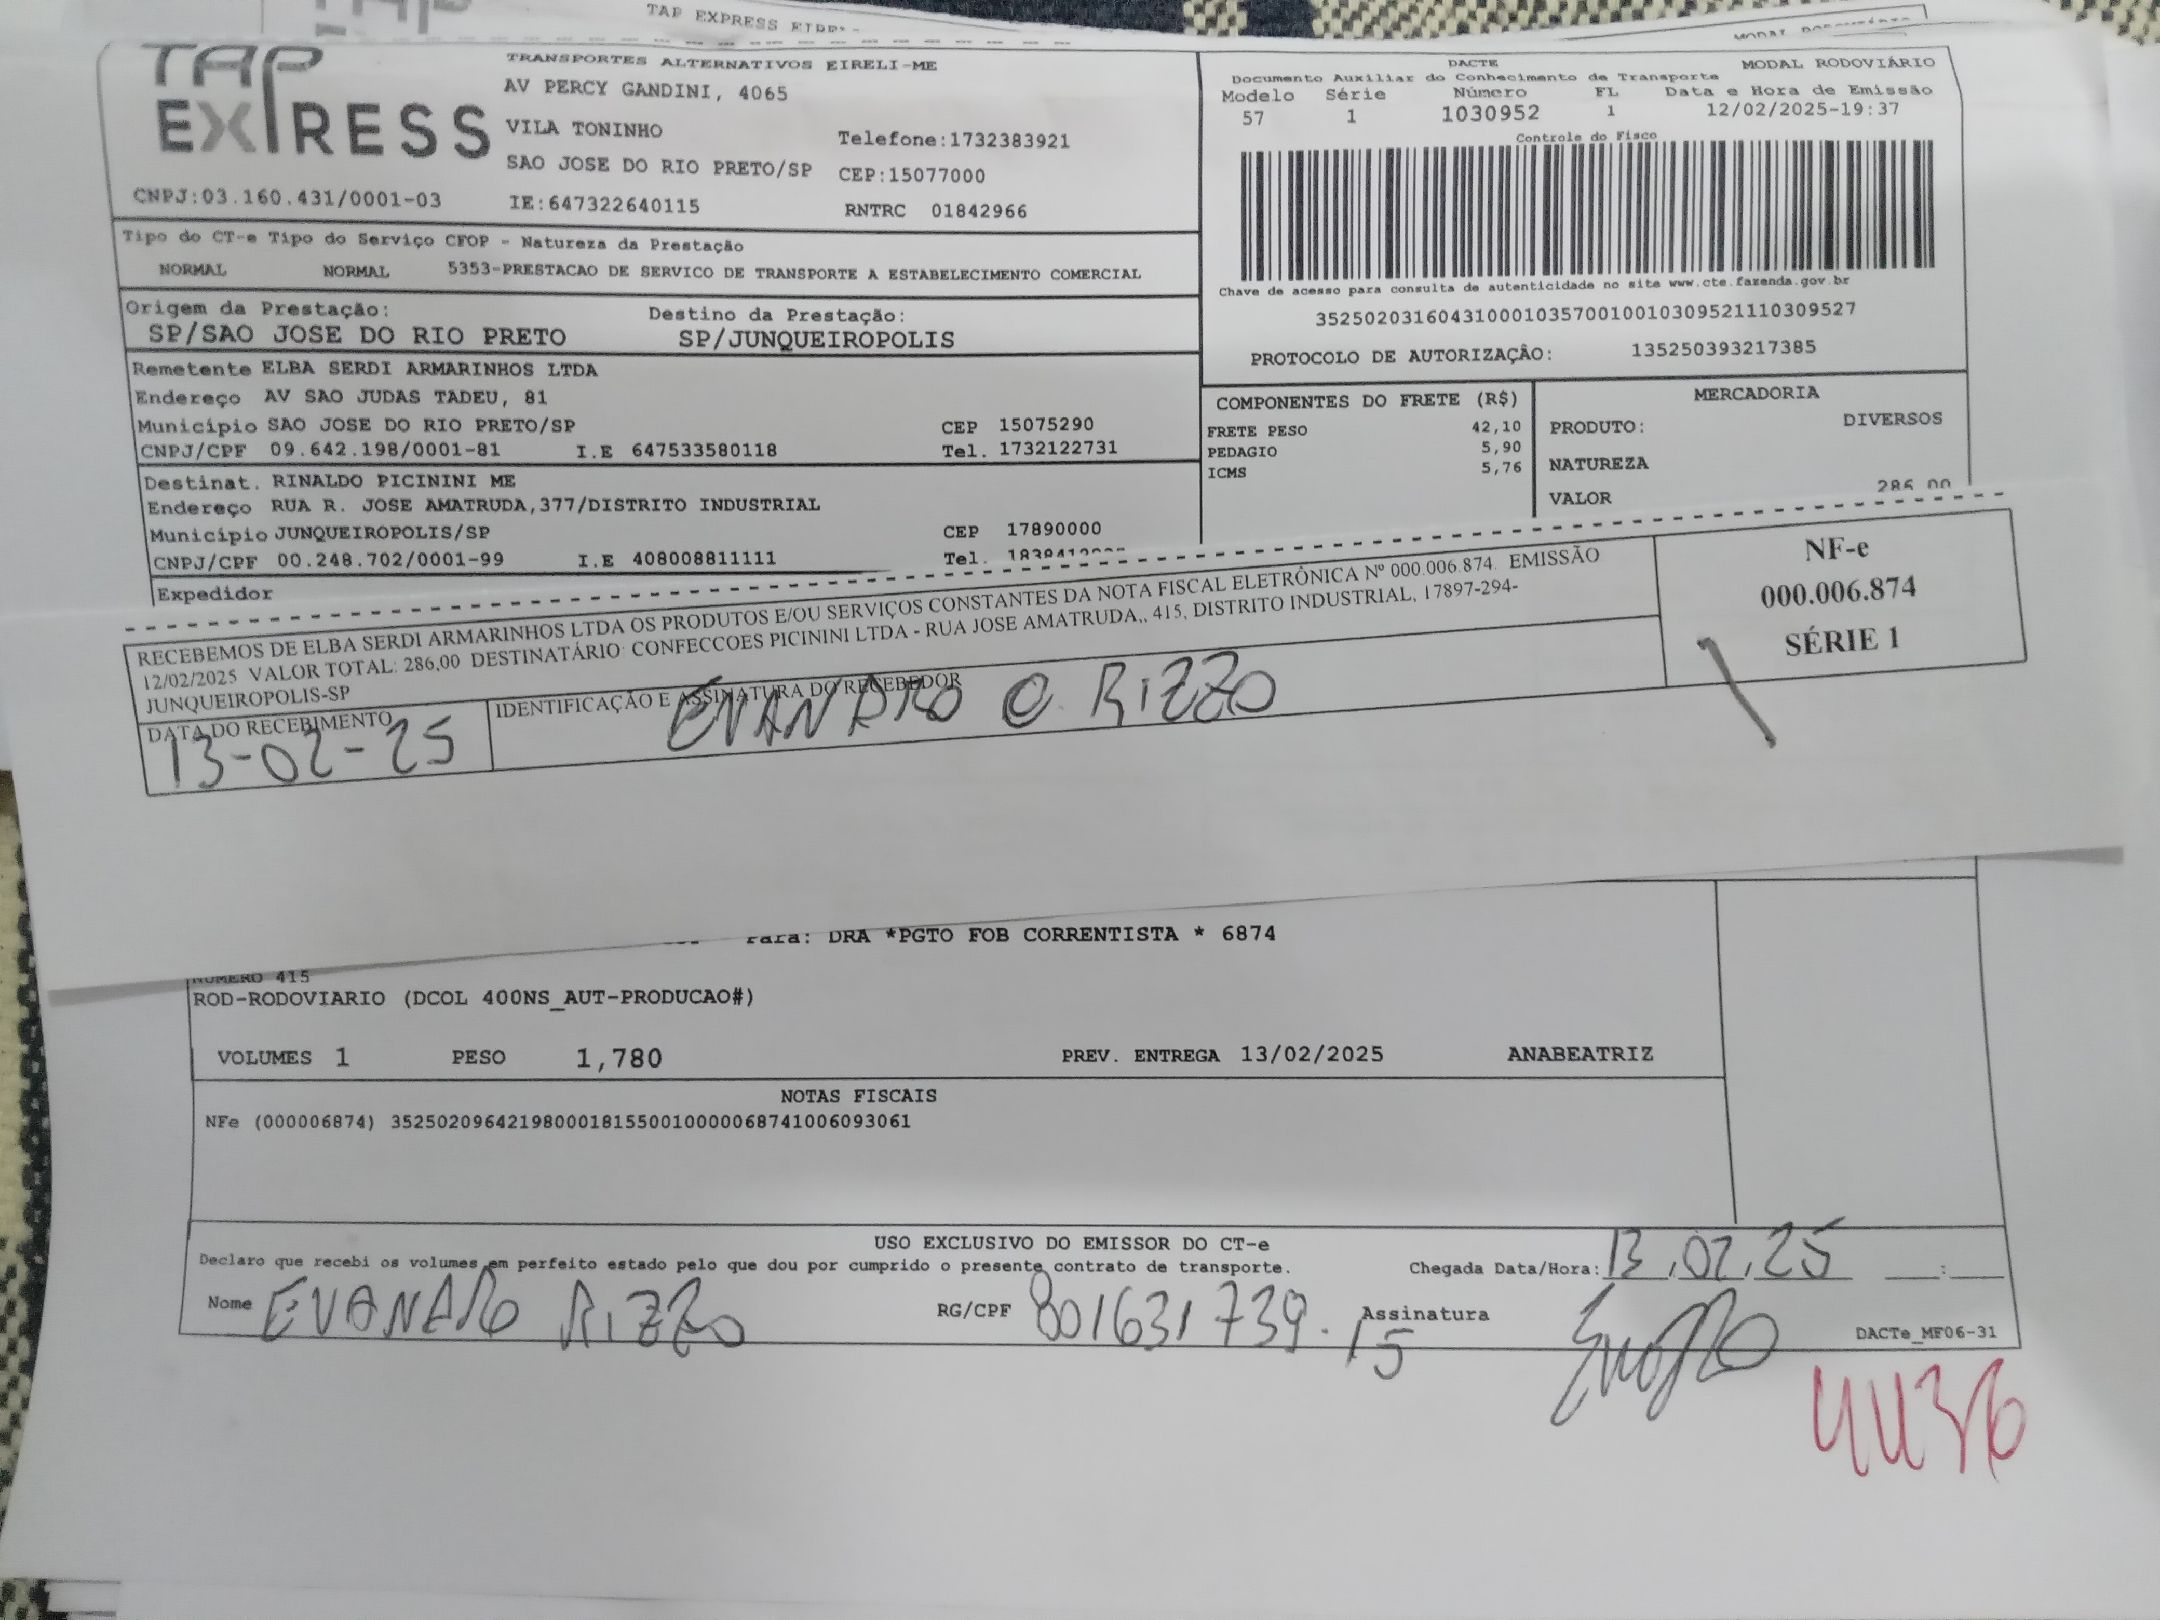 TAP EXPRESS
TAP EXPRESS
TRANSPORTES ALTERNATIVOS EIRELI-ME
AV PERCY GANDINI, 4065
VILA TONINHO Telefone:1732383921
SAO JOSE DO RIO PRETO/SP CEP:15077000
CNPJ:03.160.431/0001-03 IE:647322640115 RNTRC 01842966
DACTE MODAL RODOVIÁRIO
Documento Auxiliar do Conhecimento de Transporte
Modelo Série Número FL Data e Hora de Emissão
57 1 1030952 1 12/02/2025-19:37
Controle do Fisco
Chave de acesso para consulta de autenticidade no site www.cte.fazenda.gov.br
35250203160431000103570010010309521110309527
PROTOCOLO DE AUTORIZAÇÃO: 135250393217385
Tipo do CT-e Tipo do Serviço CFOP - Natureza da Prestação
NORMAL NORMAL 5353-PRESTACAO DE SERVICO DE TRANSPORTE A ESTABELECIMENTO COMERCIAL
Origem da Prestação: Destino da Prestação:
SP/SAO JOSE DO RIO PRETO SP/JUNQUEIROPOLIS
Remetente ELBA SERDI ARMARINHOS LTDA
Endereço AV SAO JUDAS TADEU, 81
Município SAO JOSE DO RIO PRETO/SP CEP 15075290
CNPJ/CPF 09.642.198/0001-81 I.E 647533580118 Tel. 1732122731
Destinat. RINALDO PICININI ME
Endereço RUA R. JOSE AMATRUDA,377/DISTRITO INDUSTRIAL
Município JUNQUEIROPOLIS/SP CEP 17890000
CNPJ/CPF 00.248.702/0001-99 I.E 408008811111 Tel.
Expedidor
COMPONENTES DO FRETE (R$)
FRETE PESO 42,10
PEDAGIO 5,90
ICMS 5,76
MERCADORIA
PRODUTO: DIVERSOS
NATUREZA
VALOR 286,00
RECEBEMOS DE ELBA SERDI ARMARINHOS LTDA OS PRODUTOS E/OU SERVIÇOS CONSTANTES DA NOTA FISCAL ELETRÔNICA Nº 000.006.874. EMISSÃO
12/02/2025 VALOR TOTAL: 286,00 DESTINATÁRIO: CONFECCOES PICININI LTDA - RUA JOSE AMATRUDA,, 415, DISTRITO INDUSTRIAL, 17897-294-
JUNQUEIROPOLIS-SP
DATA DO RECEBIMENTO IDENTIFICAÇÃO E ASSINATURA DO RECEBEDOR
13-02-25 EVANDRO C. RIZZO
NF-e
000.006.874
SÉRIE 1
Para: DRA *PGTO FOB CORRENTISTA * 6874
NUMERO 415
ROD-RODOVIARIO (DCOL 400NS_AUT-PRODUCAO#)
VOLUMES 1 PESO 1,780 PREV. ENTREGA 13/02/2025 ANABEATRIZ
NOTAS FISCAIS
NFe (000006874) 35250209642198000181550010000068741006093061
USO EXCLUSIVO DO EMISSOR DO CT-e
Declaro que recebi os volumes em perfeito estado pelo que dou por cumprido o presente contrato de transporte. Chegada Data/Hora: 13.02.25 __:__
Nome EVANDRO RIZZO RG/CPF 801631739.15 Assinatura
DACTe_MF06-31